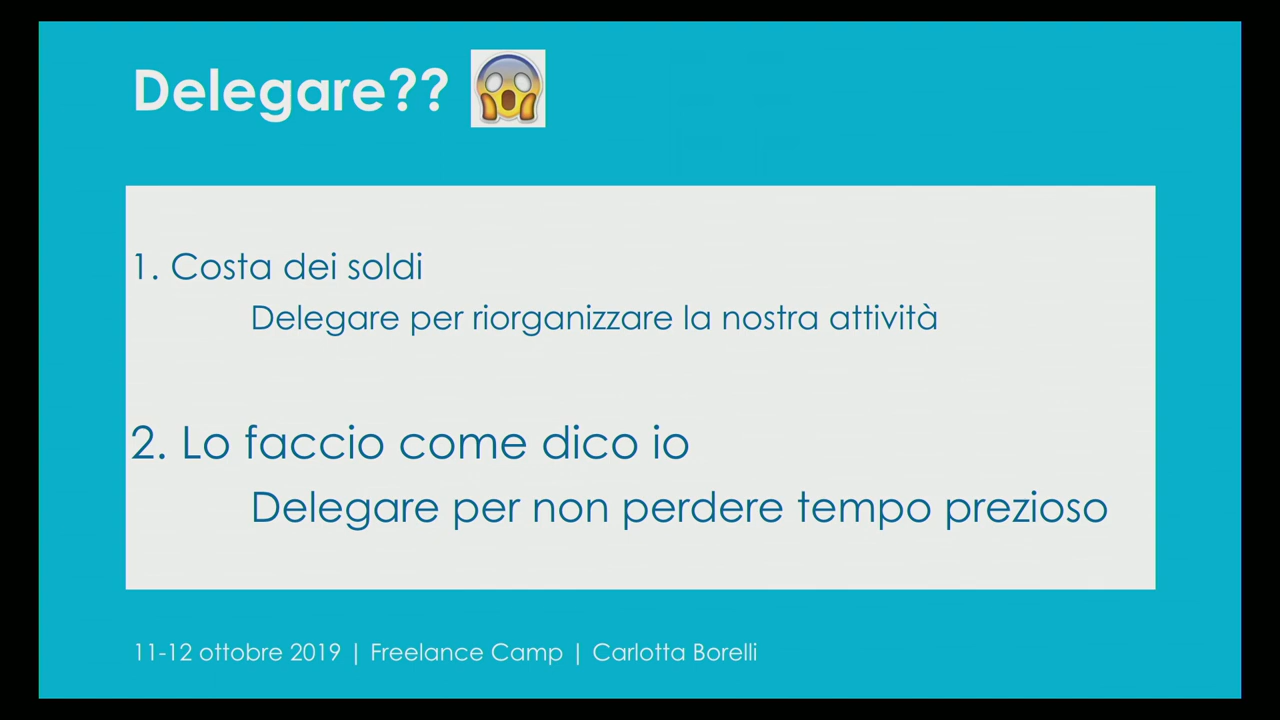 Delegare??
1. Costa dei soldi
Delegare per riorganizzare la nostra attività
2. Lo faccio come dico io
Delegare per non perdere tempo prezioso
11-12 ottobre 2019 | Freelance Camp | Carlotta Borelli